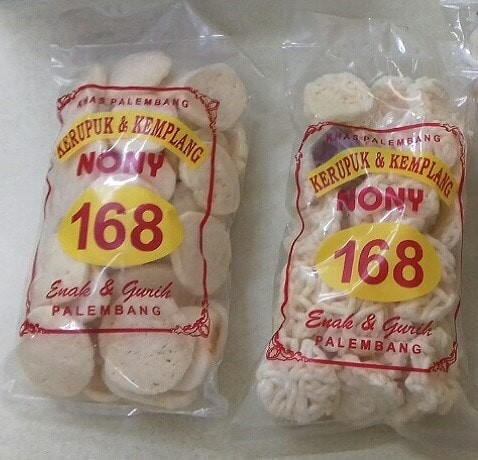 KHAS PALEMBANG
KERUPUK & KEMPLANG
NONY
168
Enak & Gurih
PALEMBANG
KHAS PALEMBANG
KERUPUK & KEMPLANG
NONY
168
Enak & Gurih
PALEMBANG